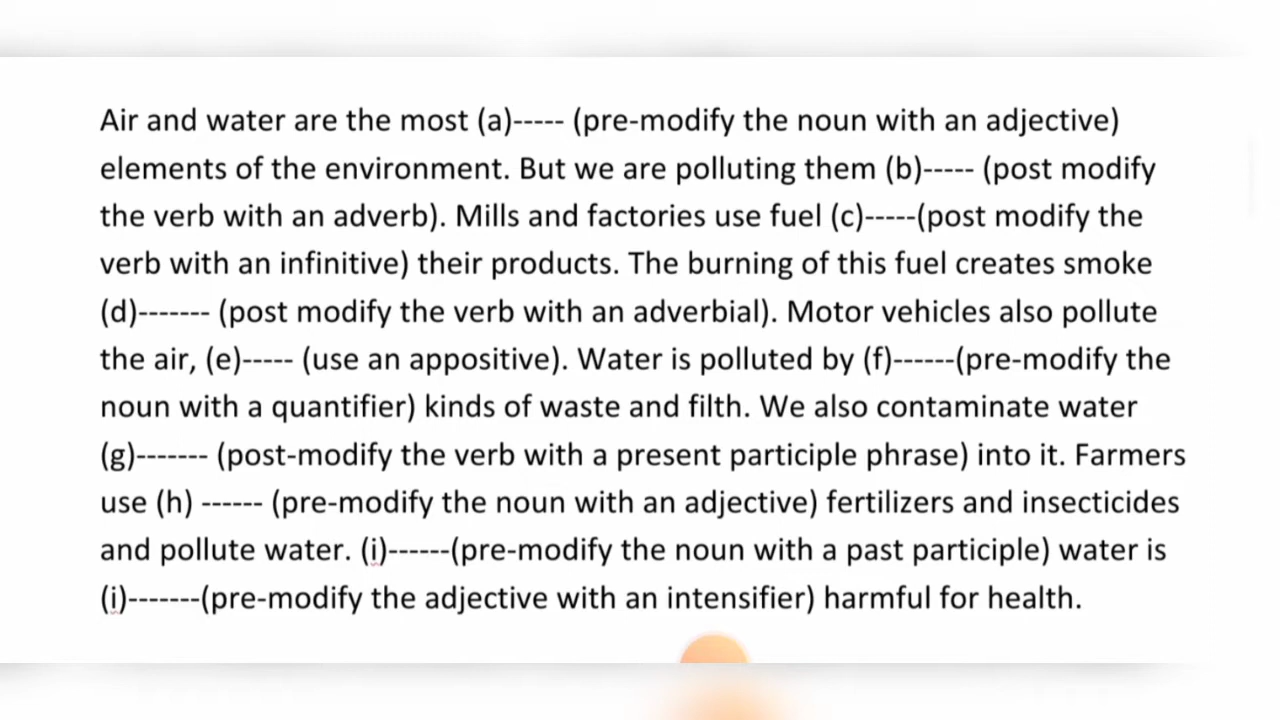 Air and water are the most (a)----- (pre-modify the noun with an adjective)
elements of the environment. But we are polluting them (b)----- (post modify
the verb with an adverb). Mills and factories use fuel (c)-----(post modify the
verb with an infinitive) their products. The burning of this fuel creates smoke
(d)------- (post modify the verb with an adverbial). Motor vehicles also pollute
the air, (e)----- (use an appositive). Water is polluted by (f)------(pre-modify the
noun with a quantifier) kinds of waste and filth. We also contaminate water
(g)------- (post-modify the verb with a present participle phrase) into it. Farmers
use (h) ------ (pre-modify the noun with an adjective) fertilizers and insecticides
and pollute water. (i)------(pre-modify the noun with a past participle) water is
(i)-------(pre-modify the adjective with an intensifier) harmful for health.